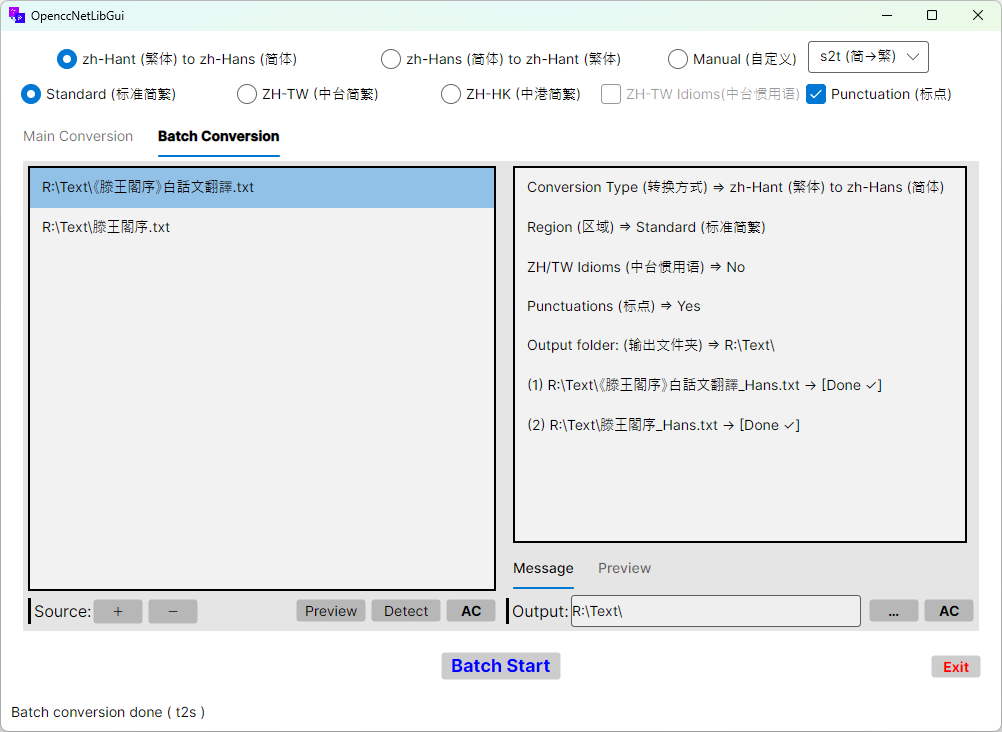 OpenccNetLibGui
zh-Hant (繁体) to zh-Hans (简体) zh-Hans (简体) to zh-Hant (繁体) Manual (自定义) s2t (简→繁)
Standard (标准简繁) ZH-TW (中台简繁) ZH-HK (中港简繁) ZH-TW Idioms(中台惯用语) Punctuation (标点)
Main Conversion Batch Conversion
R:\Text\《滕王閣序》白話文翻譯.txt
R:\Text\滕王閣序.txt
Conversion Type (转换方式) ⇒ zh-Hant (繁体) to zh-Hans (简体)
Region (区域) ⇒ Standard (标准简繁)
ZH/TW Idioms (中台惯用语) ⇒ No
Punctuations (标点) ⇒ Yes
Output folder: (输出文件夹) ⇒ R:\Text\
(1) R:\Text\《滕王閣序》白話文翻譯_Hans.txt → [Done ✓]
(2) R:\Text\滕王閣序_Hans.txt → [Done ✓]
Message Preview
Source: + − Preview Detect AC Output: R:\Text\ ... AC
Batch Start
Exit
Batch conversion done ( t2s )